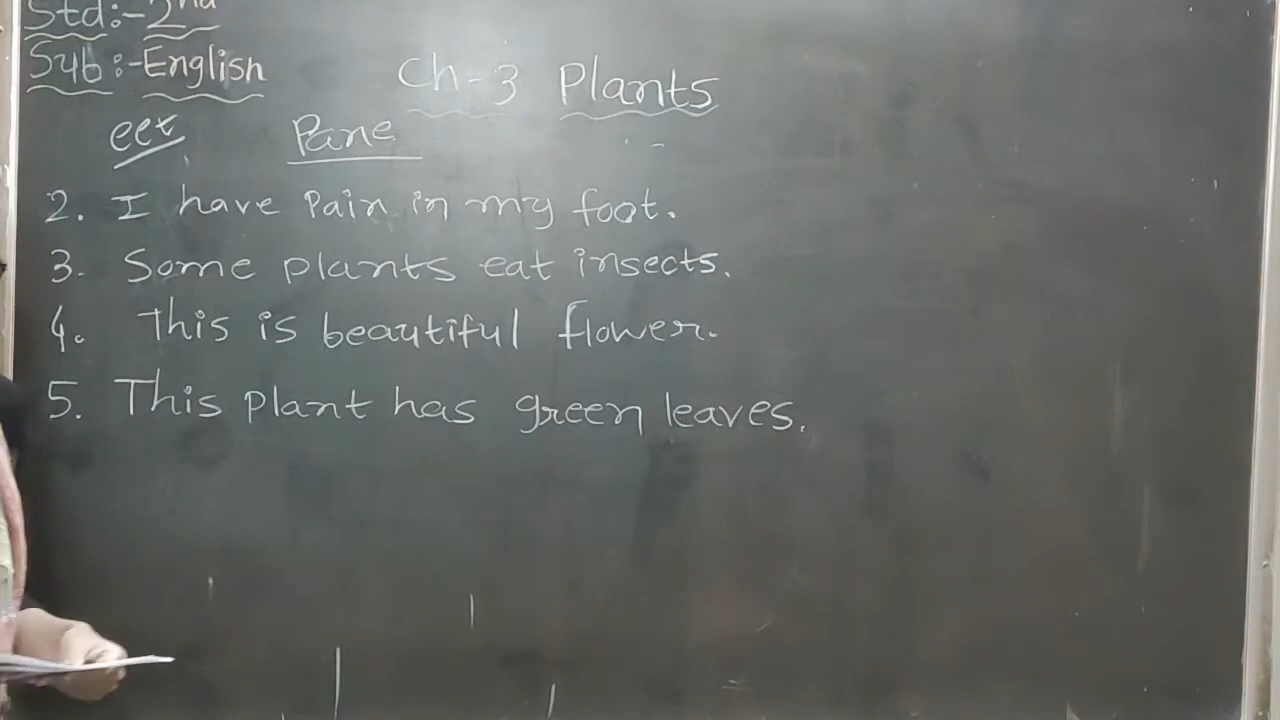 Std:-2nd
Sub:-English
Ch-3 Plants
eet Pane
2. I have Pain in my foot.
3. Some plants eat insects.
4. This is beautiful flower.
5. This plant has green leaves.